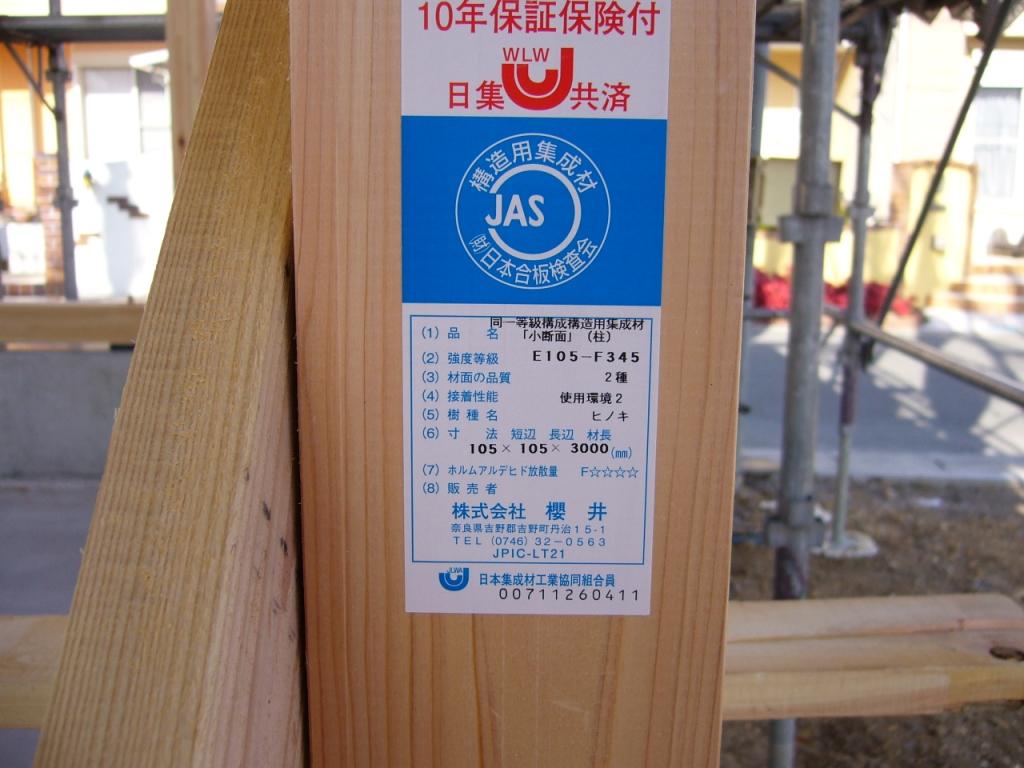 10年保証保険付
WLW
日集 共済
構造用集成材
JAS
(財)日本合板検査会
(1) 品 名 同一等級構成構造用集成材
「小断面」(柱)
(2) 強度等級 E105-F345
(3) 材面の品質 2種
(4) 接着性能 使用環境2
(5) 樹種名 ヒノキ
(6) 寸 法 短辺 長辺 材長
105× 105× 3000(㎜)
(7) ホルムアルデヒド放散量 F☆☆☆☆
(8) 販売者
株式会社 櫻井
奈良県吉野郡吉野町丹治15-1
TEL (0746) 32-0563
JPIC-LT21
JLWA
日本集成材工業協同組合員
00711260411